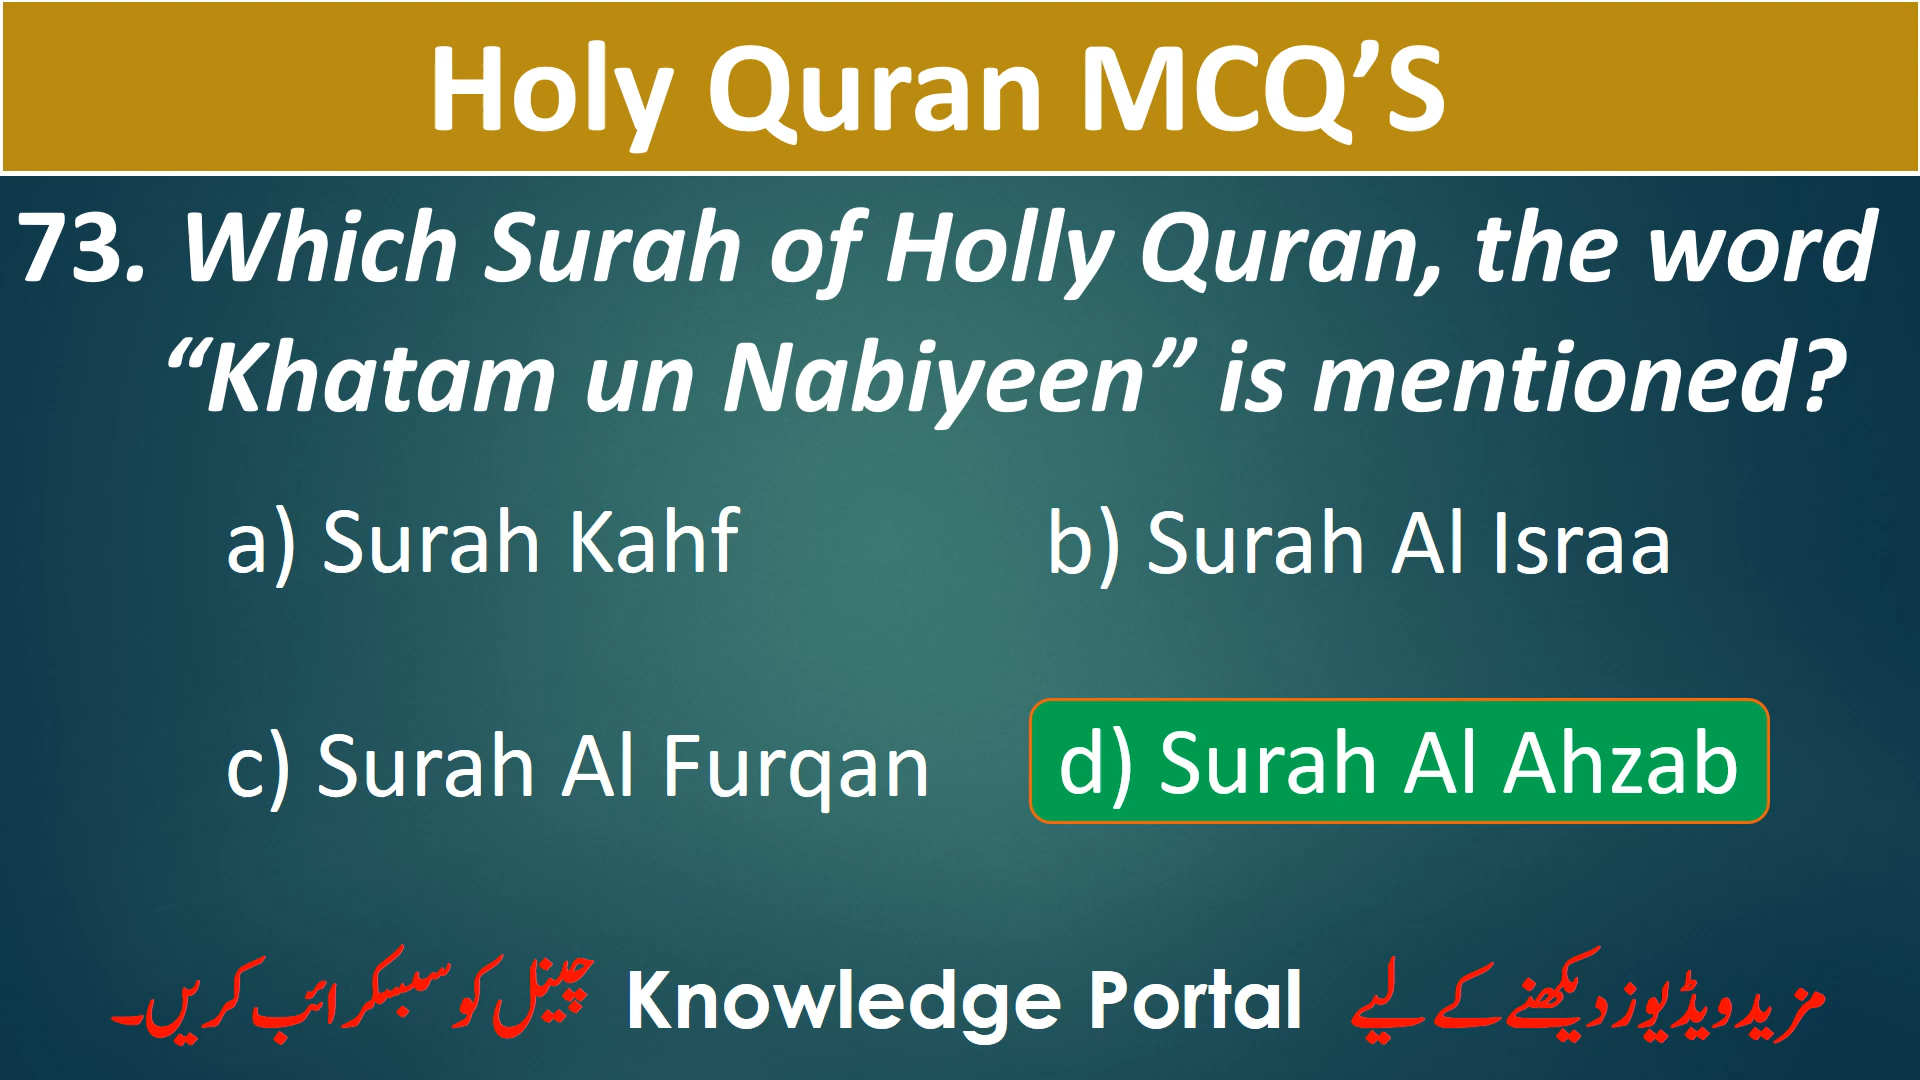 Holy Quran MCQ’S
73. Which Surah of Holly Quran, the word
“Khatam un Nabiyeen” is mentioned?
a) Surah Kahf
b) Surah Al Israa
c) Surah Al Furqan
d) Surah Al Ahzab
مزید ویڈیوز دیکھنے کے لیے Knowledge Portal چینل کو سبسکرائب کریں۔